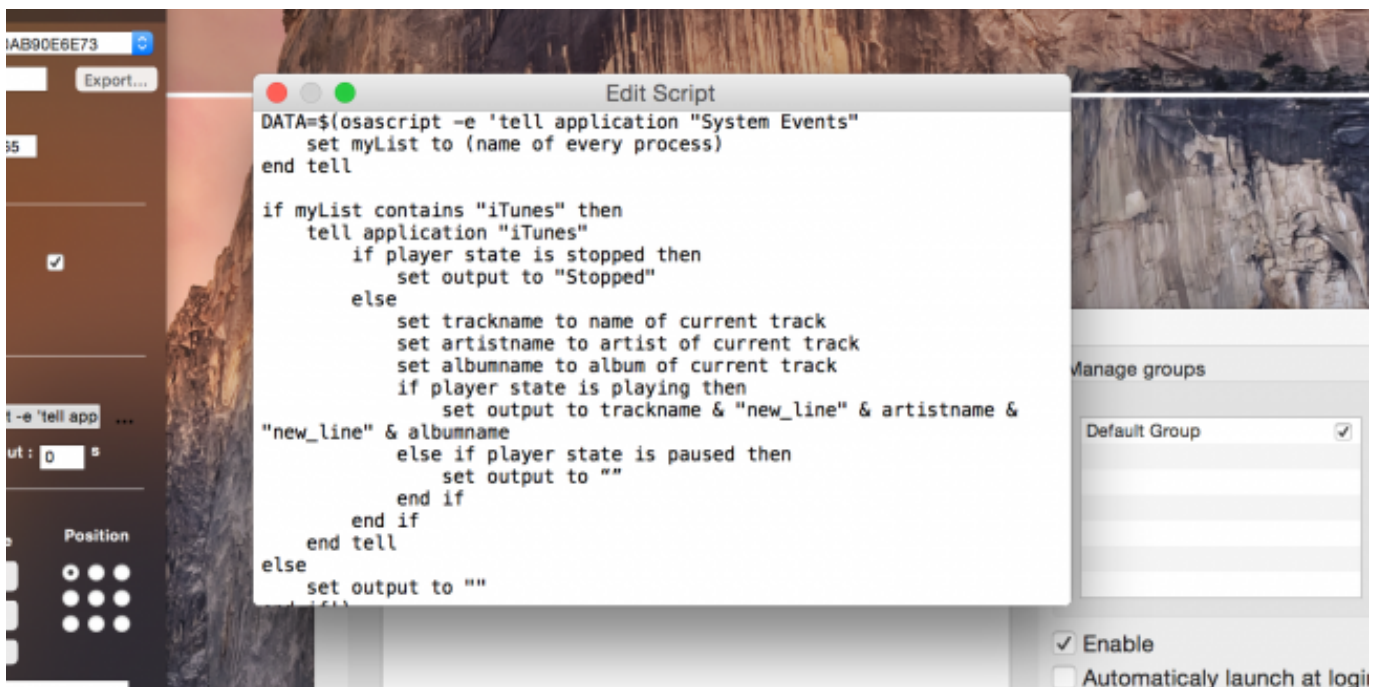 AB90E6E73
Export...
55
Edit Script
DATA=$(osascript -e 'tell application "System Events"
    set myList to (name of every process)
end tell
if myList contains "iTunes" then
    tell application "iTunes"
        if player state is stopped then
            set output to "Stopped"
        else
            set trackname to name of current track
            set artistname to artist of current track
            set albumname to album of current track
            if player state is playing then
                set output to trackname & "new_line" & artistname &
"new_line" & albumname
            else if player state is paused then
                set output to “”
            end if
        end if
    end tell
else
    set output to ""
t -e 'tell app ...
ut : 0 s
Position
Manage groups
Default Group
Enable
Automaticaly launch at login